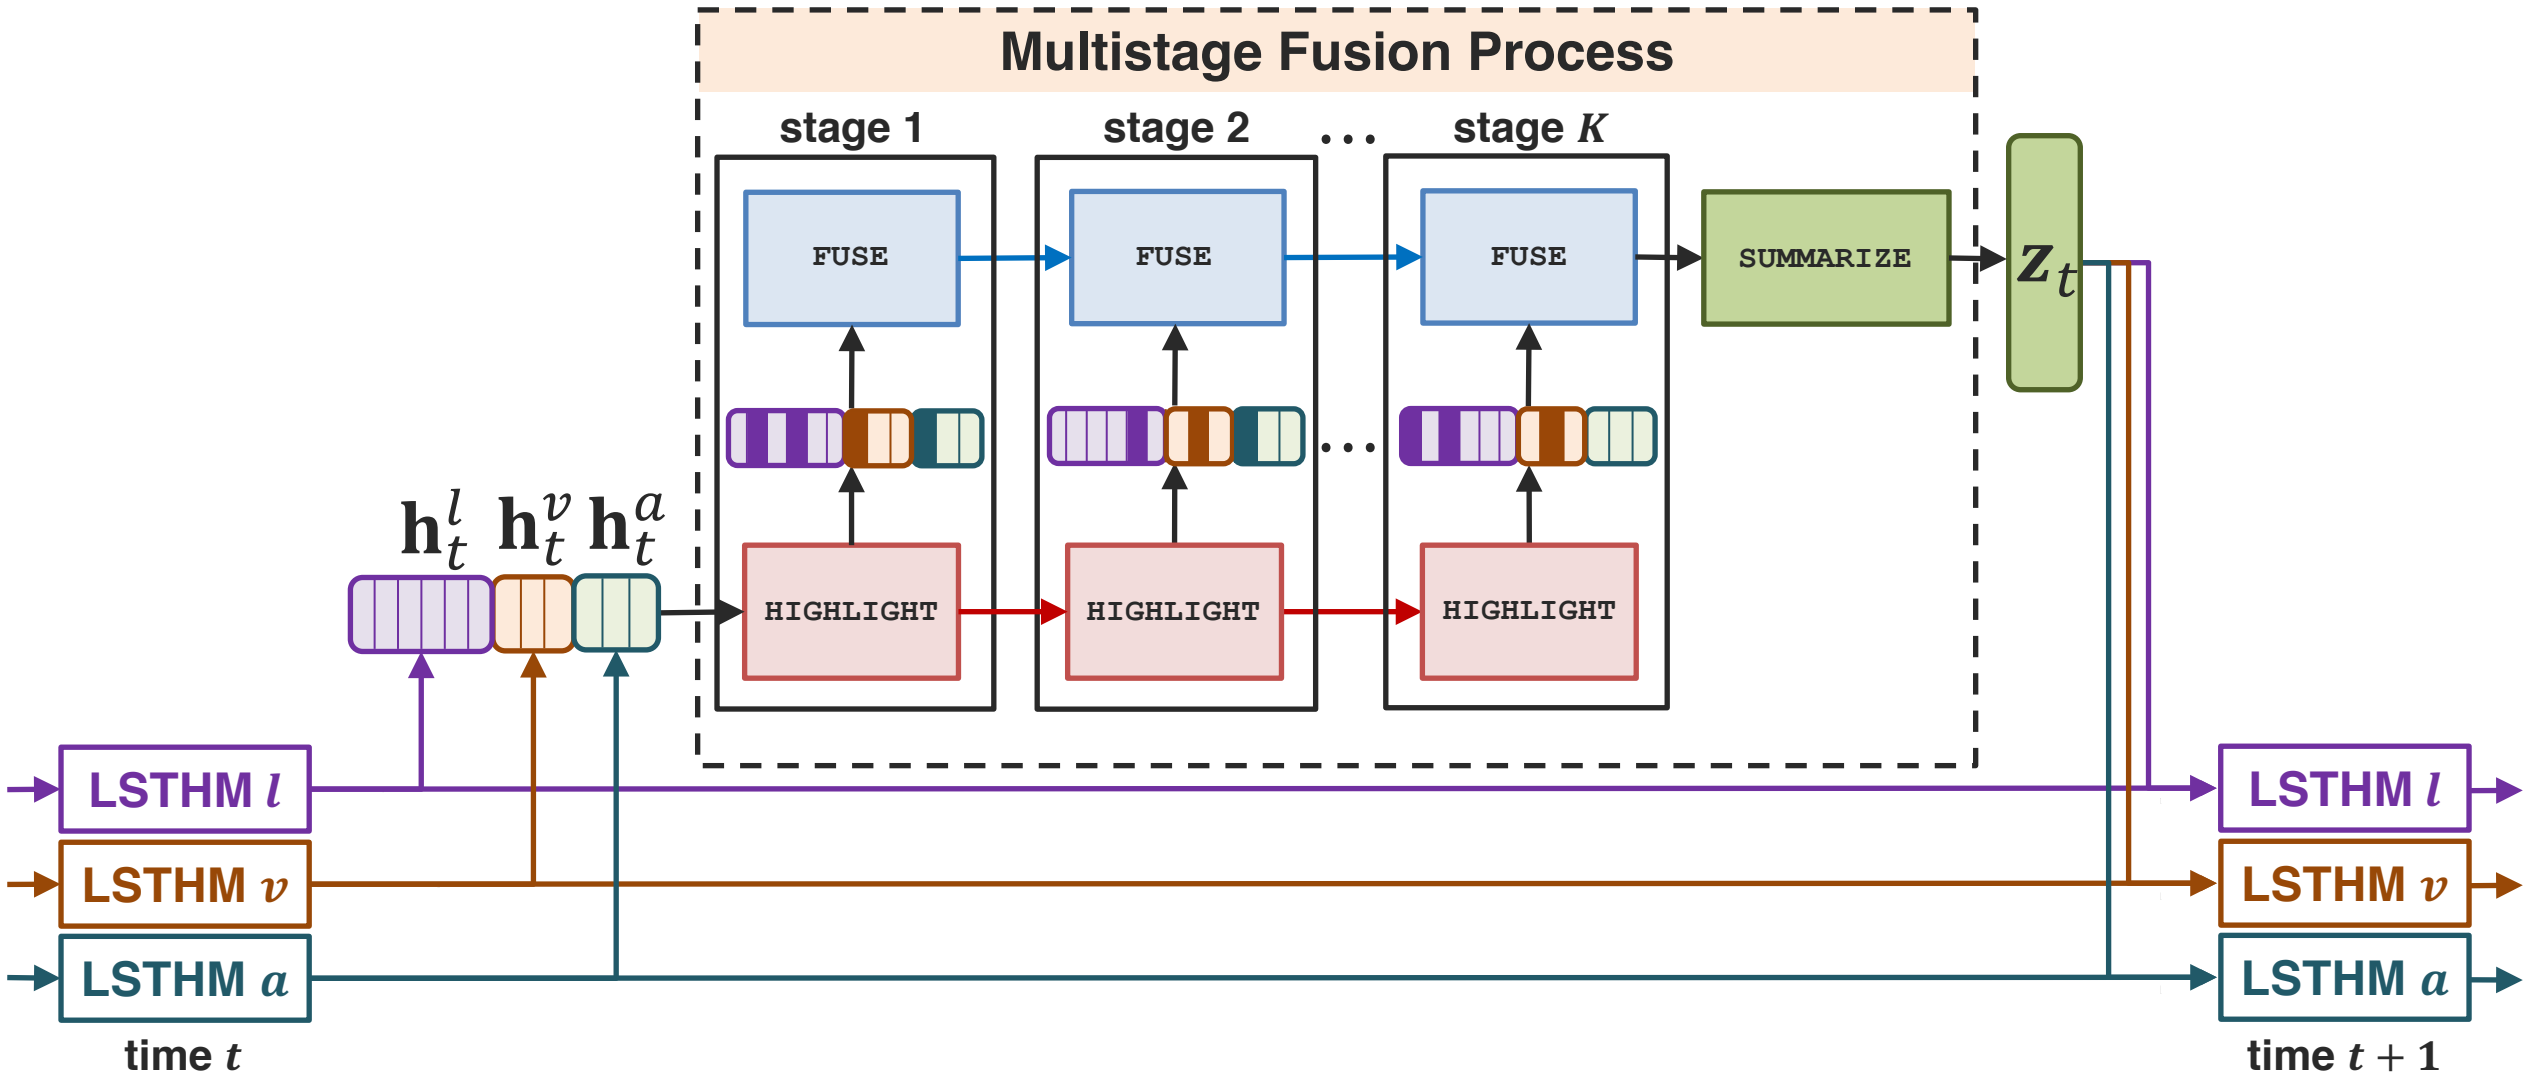 Multistage Fusion Process
stage 1
stage 2
...
stage K
FUSE
FUSE
FUSE
SUMMARIZE
z_t
...
h_t^l h_t^v h_t^a
HIGHLIGHT
HIGHLIGHT
HIGHLIGHT
LSTHM l
LSTHM v
LSTHM a
time t
LSTHM l
LSTHM v
LSTHM a
time t + 1